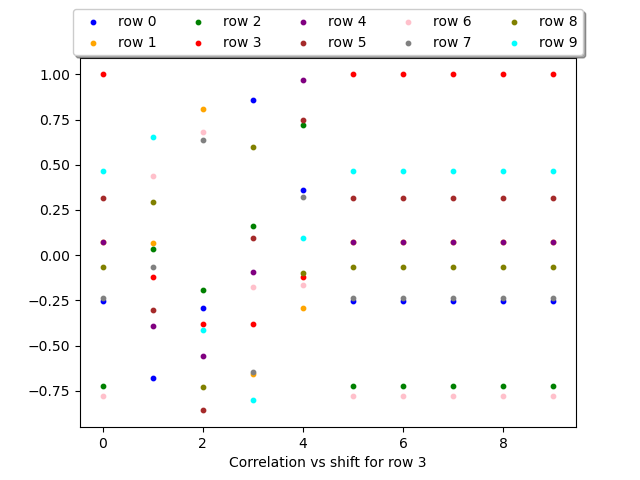 row 0 row 2 row 4 row 6 row 8
row 1 row 3 row 5 row 7 row 9
1.00
0.75
0.50
0.25
0.00
−0.25
−0.50
−0.75
0 2 4 6 8
Correlation vs shift for row 3